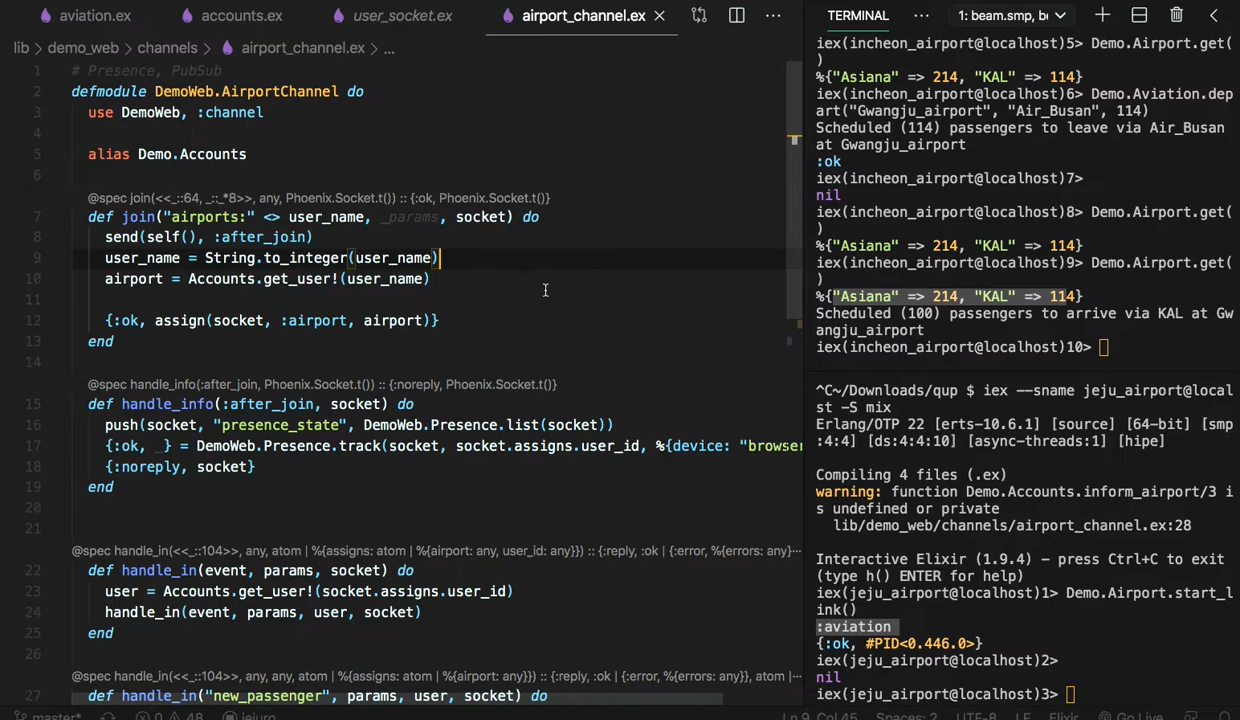 aviation.ex accounts.ex user_socket.ex airport_channel.ex
lib > demo_web > channels > airport_channel.ex > ...
1 # Presence, PubSub
2 defmodule DemoWeb.AirportChannel do
3 use DemoWeb, :channel
4
5 alias Demo.Accounts
6
@spec join(<<_::64, _::_*8>>, any, Phoenix.Socket.t()) :: {:ok, Phoenix.Socket.t()}
7 def join("airports:" <> user_name, _params, socket) do
8 send(self(), :after_join)
9 user_name = String.to_integer(user_name)
10 airport = Accounts.get_user!(user_name)
11
12 {:ok, assign(socket, :airport, airport)}
13 end
14
@spec handle_info(:after_join, Phoenix.Socket.t()) :: {:noreply, Phoenix.Socket.t()}
15 def handle_info(:after_join, socket) do
16 push(socket, "presence_state", DemoWeb.Presence.list(socket))
17 {:ok, _} = DemoWeb.Presence.track(socket, socket.assigns.user_id, %{device: "browse
18 {:noreply, socket}
19 end
20
21
@spec handle_in(<<_::104>>, any, atom | %{assigns: atom | %{airport: any, user_id: any}}) :: {:reply, :ok | {:error, %{errors: any}...
22 def handle_in(event, params, socket) do
23 user = Accounts.get_user!(socket.assigns.user_id)
24 handle_in(event, params, user, socket)
25 end
26
@spec handle_in(<<_::104>>, any, any, atom | %{assigns: atom | %{airport: any}}) :: {:reply, :ok | {:error, %{errors: any}}, atom |...
27 def handle_in("new_passenger", params, user, socket) do
master* 0 48 jejuro Ln 9, Col 45 Spaces: 2 UTF-8 LF Elixir Go Live
TERMINAL ... 1: beam.smp, be
iex(incheon_airport@localhost)5> Demo.Airport.get(
)
%{"Asiana" => 214, "KAL" => 114}
iex(incheon_airport@localhost)6> Demo.Aviation.dep
art("Gwangju_airport", "Air_Busan", 114)
Scheduled (114) passengers to leave via Air_Busan
at Gwangju_airport
:ok
iex(incheon_airport@localhost)7>
nil
iex(incheon_airport@localhost)8> Demo.Airport.get(
)
%{"Asiana" => 214, "KAL" => 114}
iex(incheon_airport@localhost)9> Demo.Airport.get(
)
%{"Asiana" => 214, "KAL" => 114}
Scheduled (100) passengers to arrive via KAL at Gw
angju_airport
iex(incheon_airport@localhost)10>
^C~/Downloads/qup $ iex --sname jeju_airport@local
st -S mix
Erlang/OTP 22 [erts-10.6.1] [source] [64-bit] [smp
:4:4] [ds:4:4:10] [async-threads:1] [hipe]
Compiling 4 files (.ex)
warning: function Demo.Accounts.inform_airport/3 i
s undefined or private
lib/demo_web/channels/airport_channel.ex:28
Interactive Elixir (1.9.4) - press Ctrl+C to exit
(type h() ENTER for help)
iex(jeju_airport@localhost)1> Demo.Airport.start_l
ink()
:aviation
{:ok, #PID<0.446.0>}
iex(jeju_airport@localhost)2>
nil
iex(jeju_airport@localhost)3>